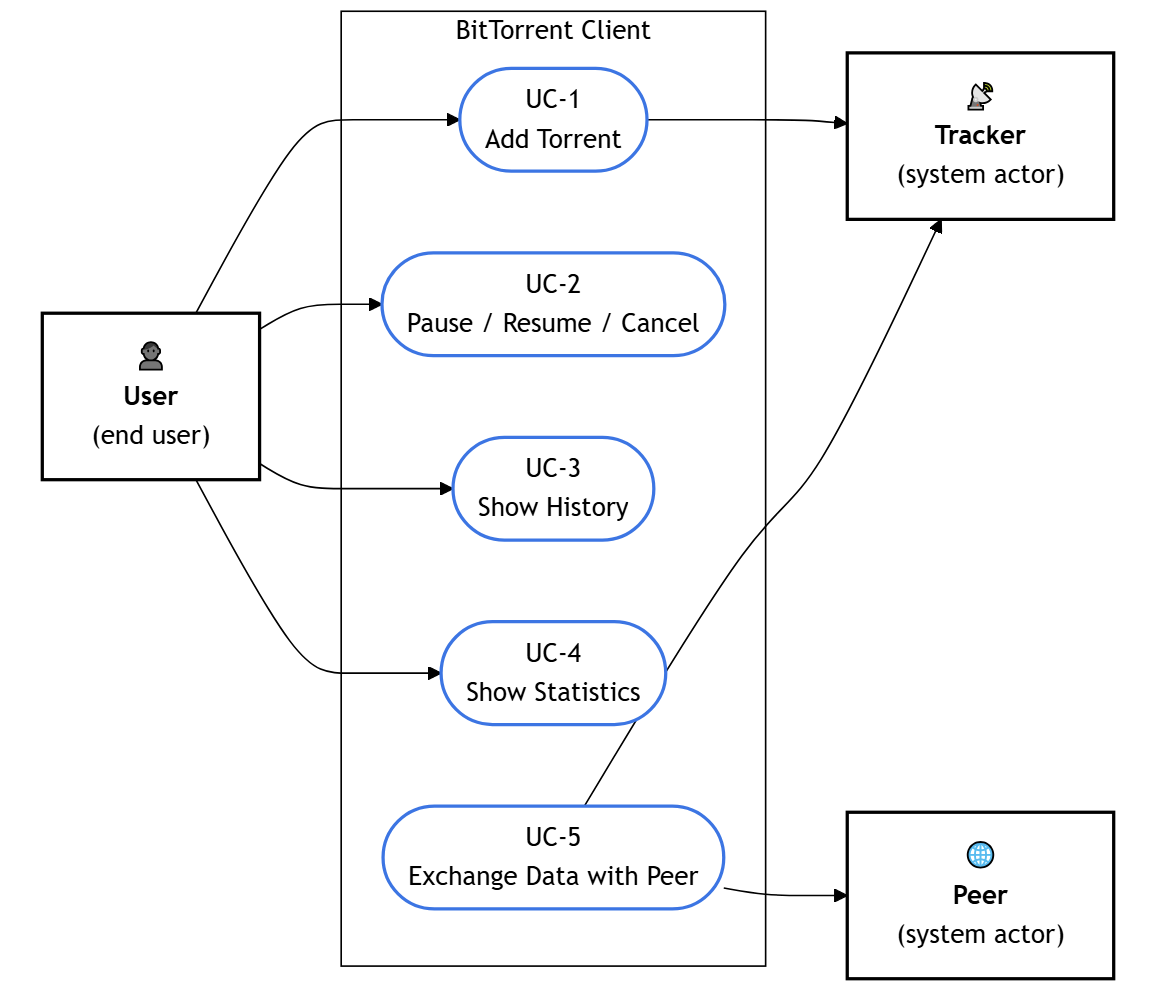 BitTorrent Client
UC-1
Add Torrent
Tracker
(system actor)
UC-2
Pause / Resume / Cancel
User
(end user)
UC-3
Show History
UC-4
Show Statistics
UC-5
Exchange Data with Peer
Peer
(system actor)